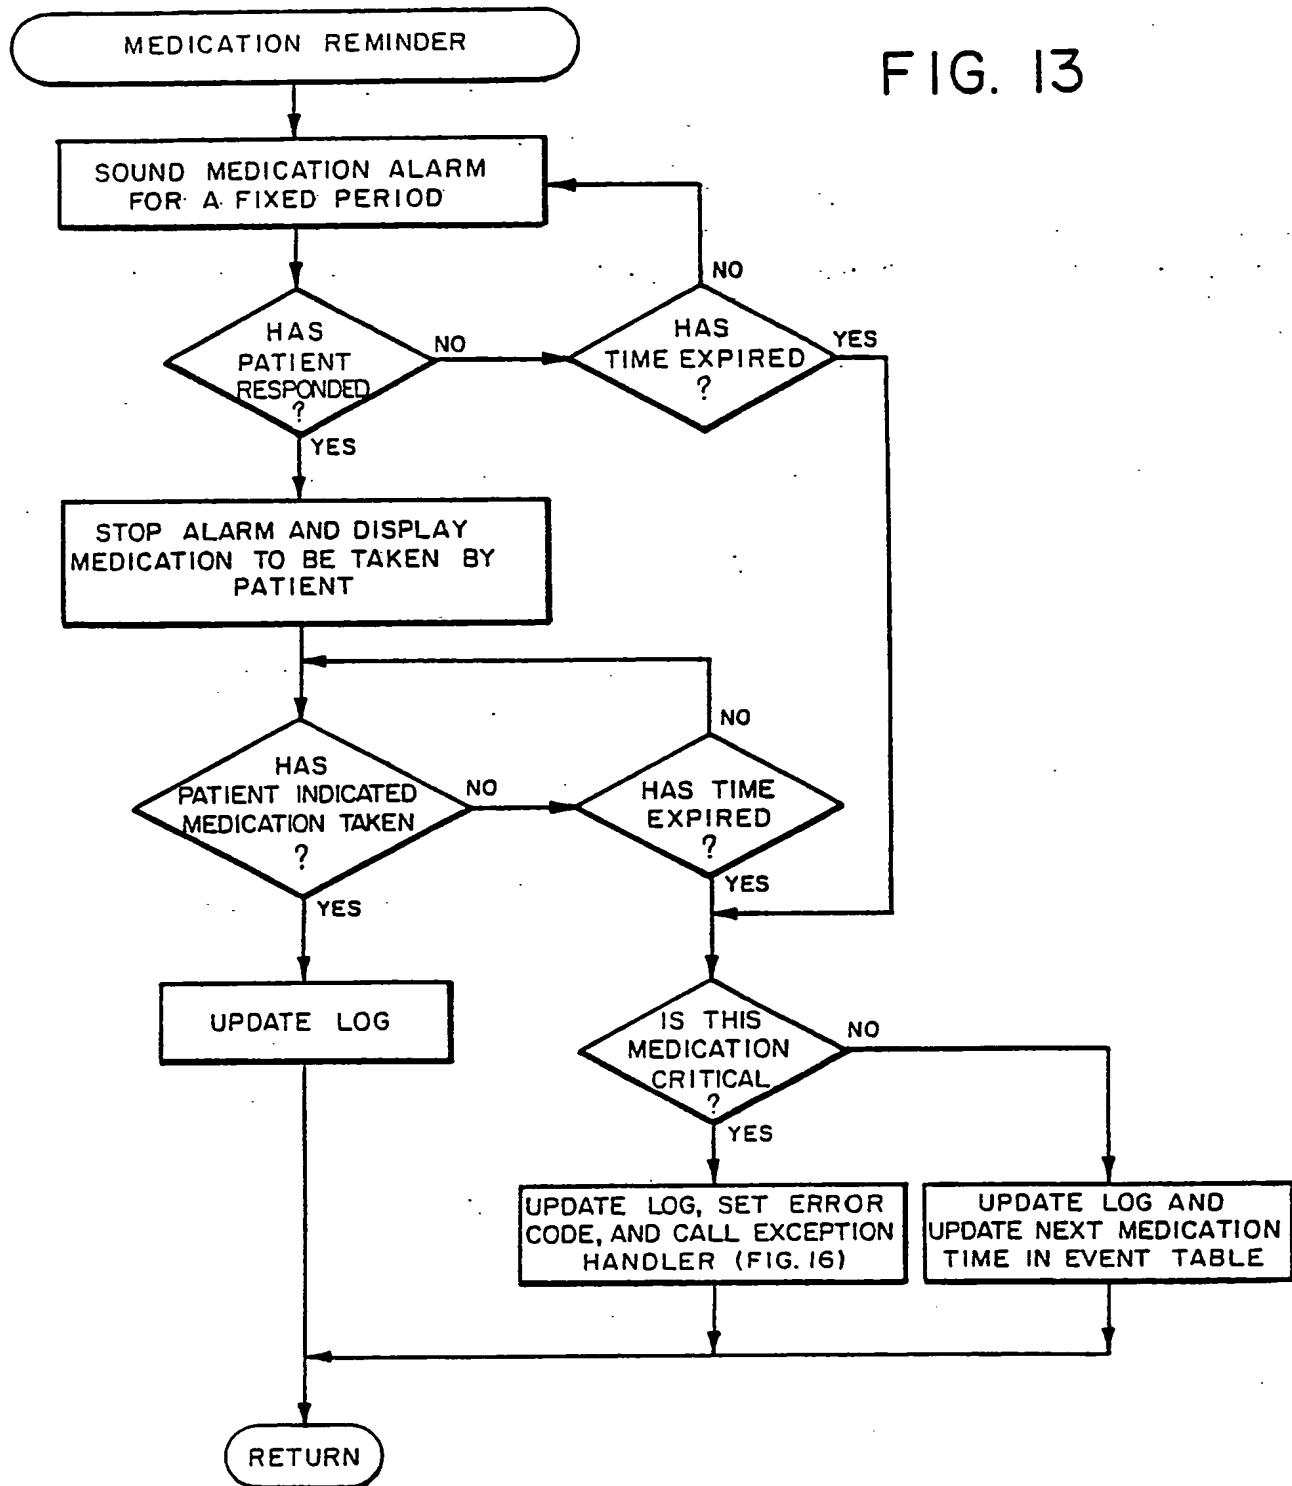 MEDICATION REMINDER
FIG. 13
SOUND MEDICATION ALARM
FOR A FIXED PERIOD
NO
HAS
PATIENT
RESPONDED
?
NO
HAS
TIME EXPIRED
?
YES
YES
STOP ALARM AND DISPLAY
MEDICATION TO BE TAKEN BY
PATIENT
NO
HAS
PATIENT INDICATED
MEDICATION TAKEN
?
NO
HAS TIME
EXPIRED
?
YES
YES
UPDATE LOG
IS THIS
MEDICATION
CRITICAL
?
NO
YES
UPDATE LOG, SET ERROR
CODE, AND CALL EXCEPTION
HANDLER (FIG. 16)
UPDATE LOG AND
UPDATE NEXT MEDICATION
TIME IN EVENT TABLE
RETURN